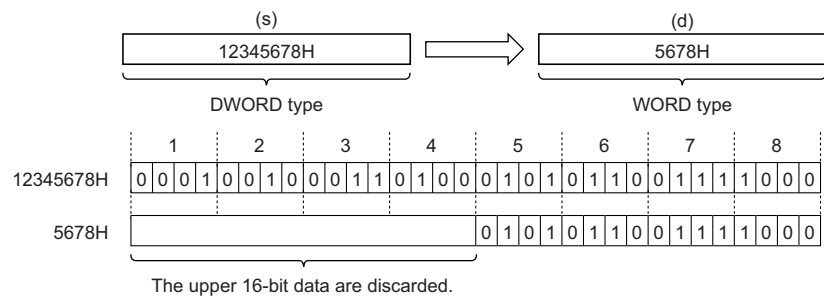 (s) (d)
12345678H 5678H
DWORD type WORD type
1 2 3 4 5 6 7 8
12345678H 0 0 0 1 0 0 1 0 0 0 1 1 0 1 0 0 0 1 0 1 0 1 1 0 0 1 1 1 1 0 0 0
5678H 0 1 0 1 0 1 1 0 0 1 1 1 1 0 0 0
The upper 16-bit data are discarded.